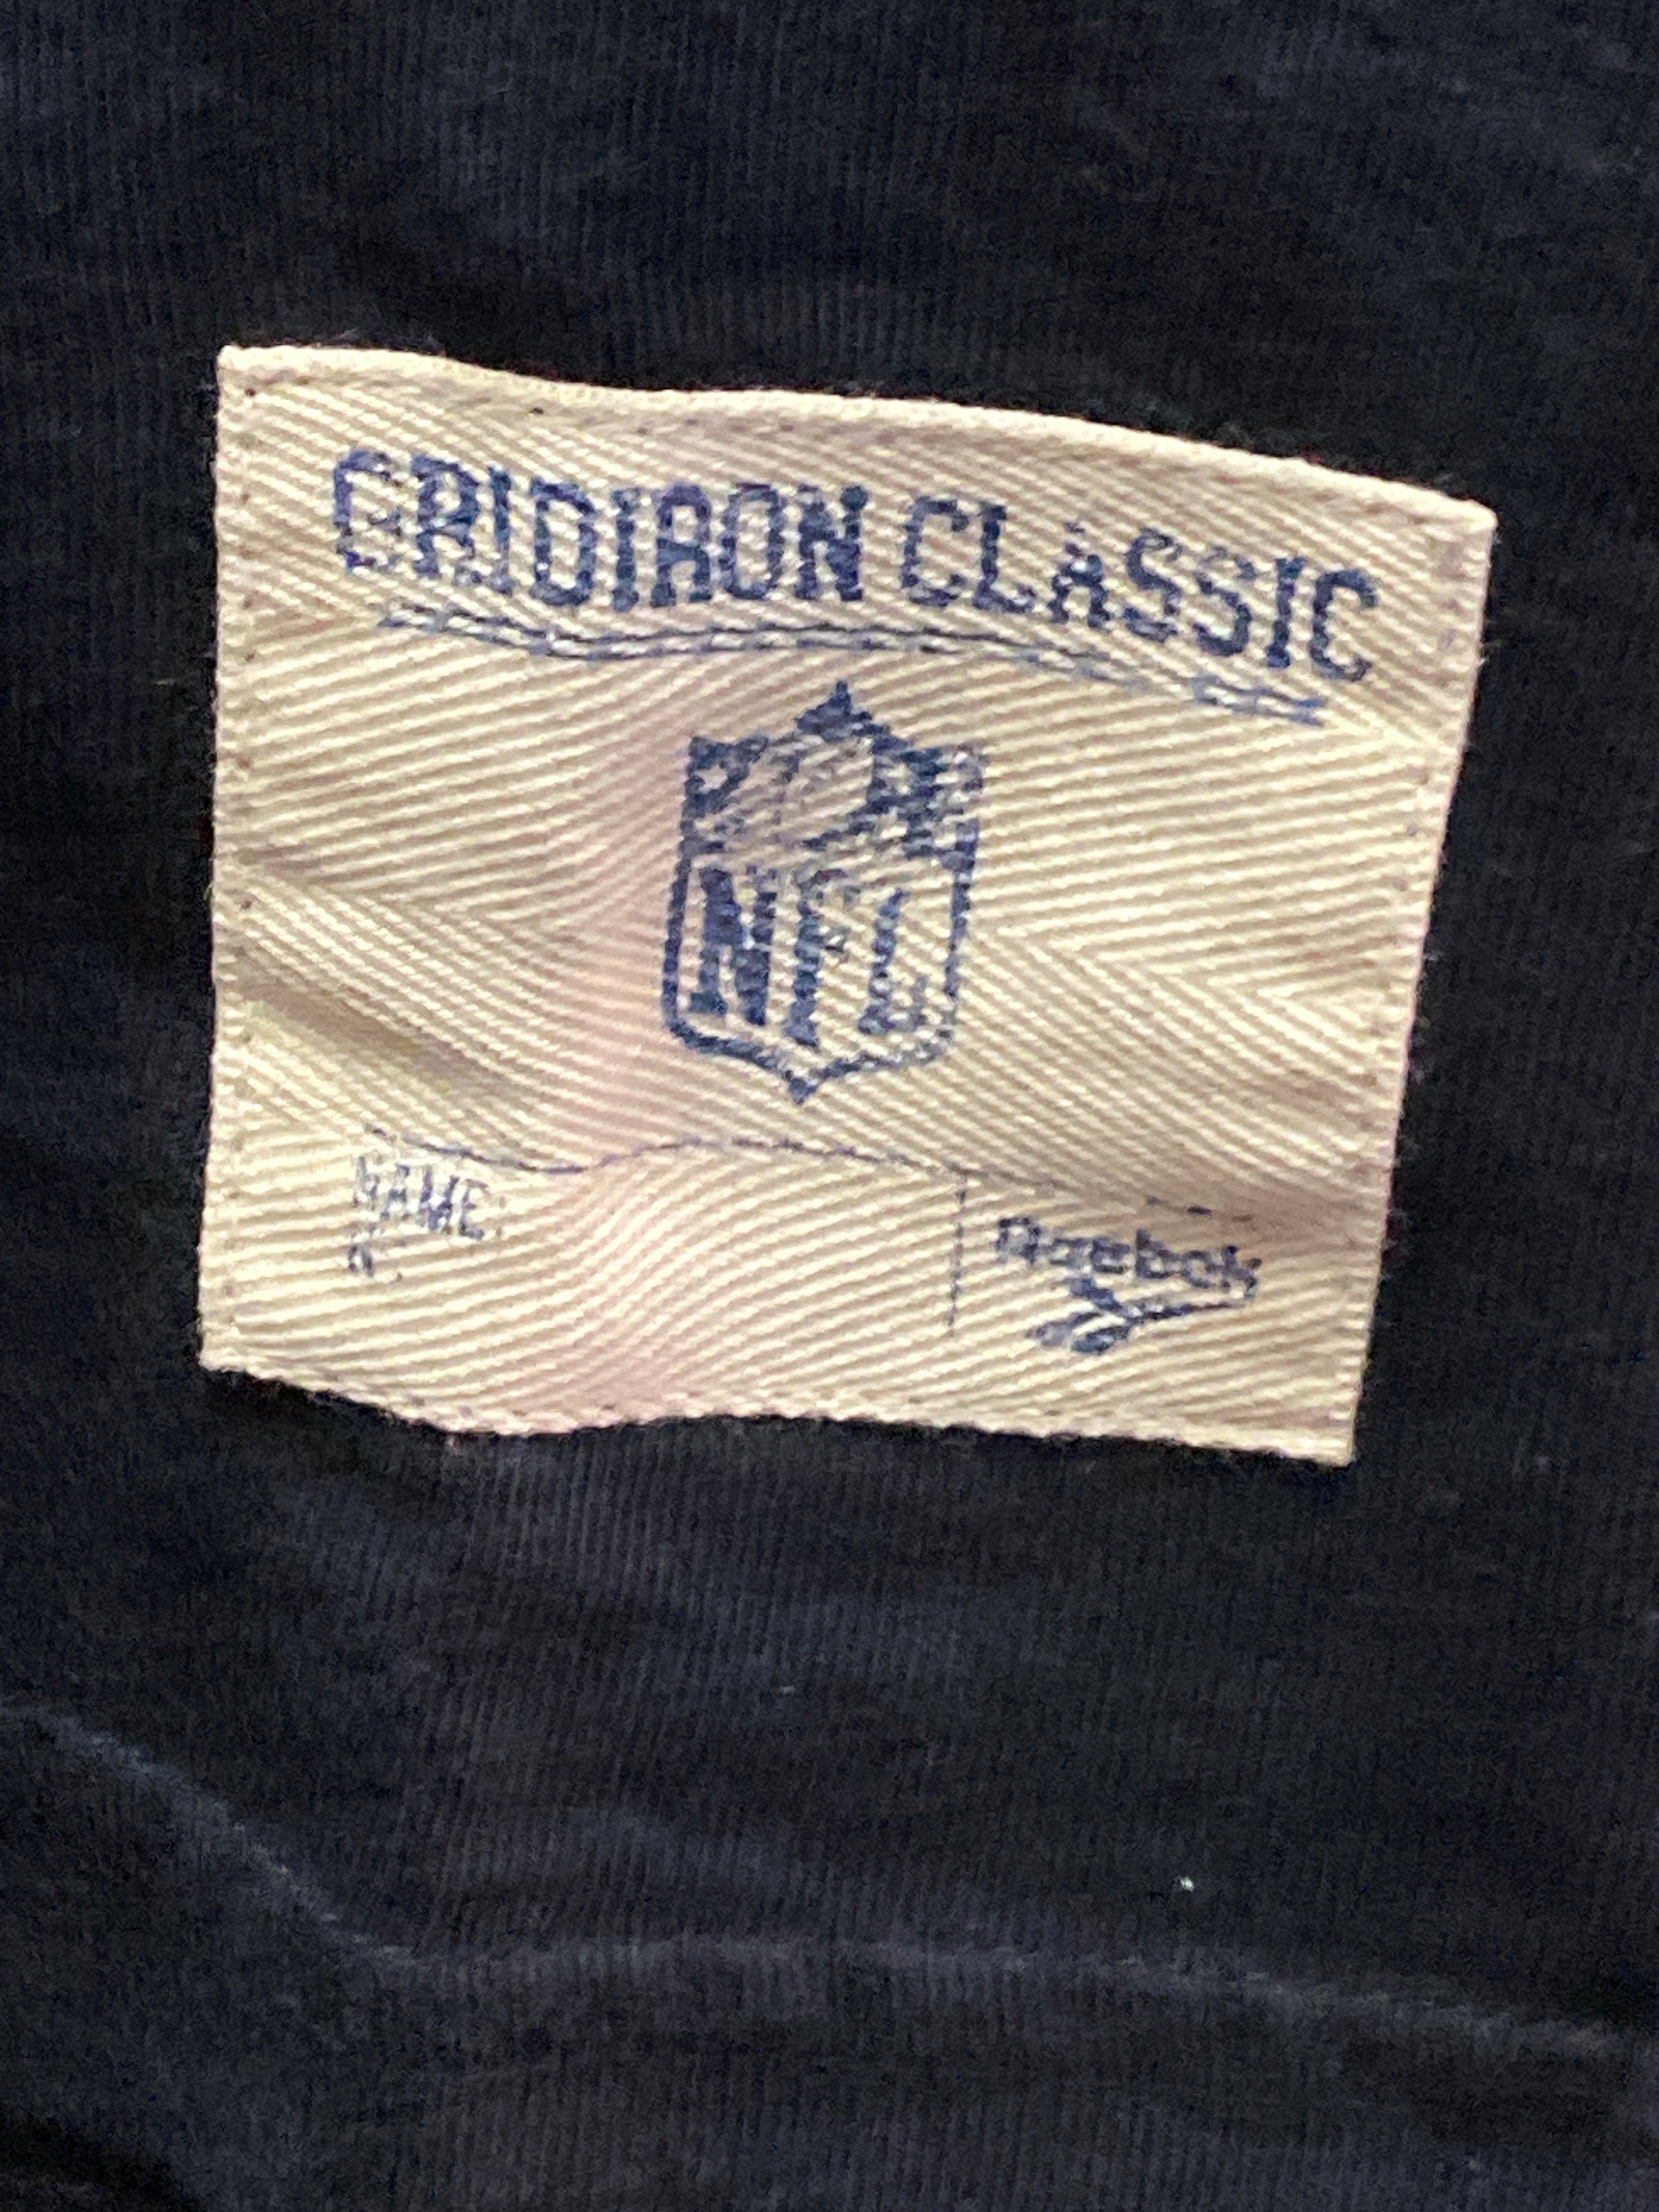 GRIDIRON CLASSIC
NFL
NAME:
Reebok